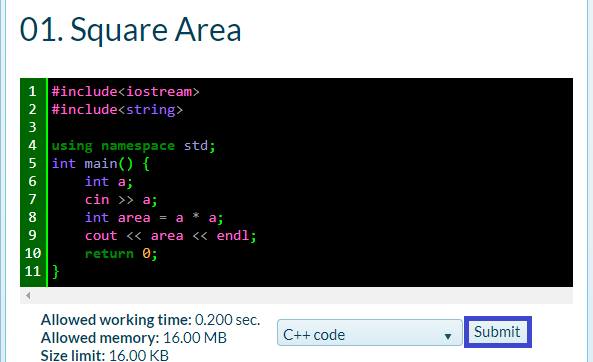 01. Square Area
1 #include<iostream>
2 #include<string>
3
4 using namespace std;
5 int main() {
6     int a;
7     cin >> a;
8     int area = a * a;
9     cout << area << endl;
10     return 0;
11 }
Allowed working time: 0.200 sec.
Allowed memory: 16.00 MB
Size limit: 16.00 KB
C++ code
Submit